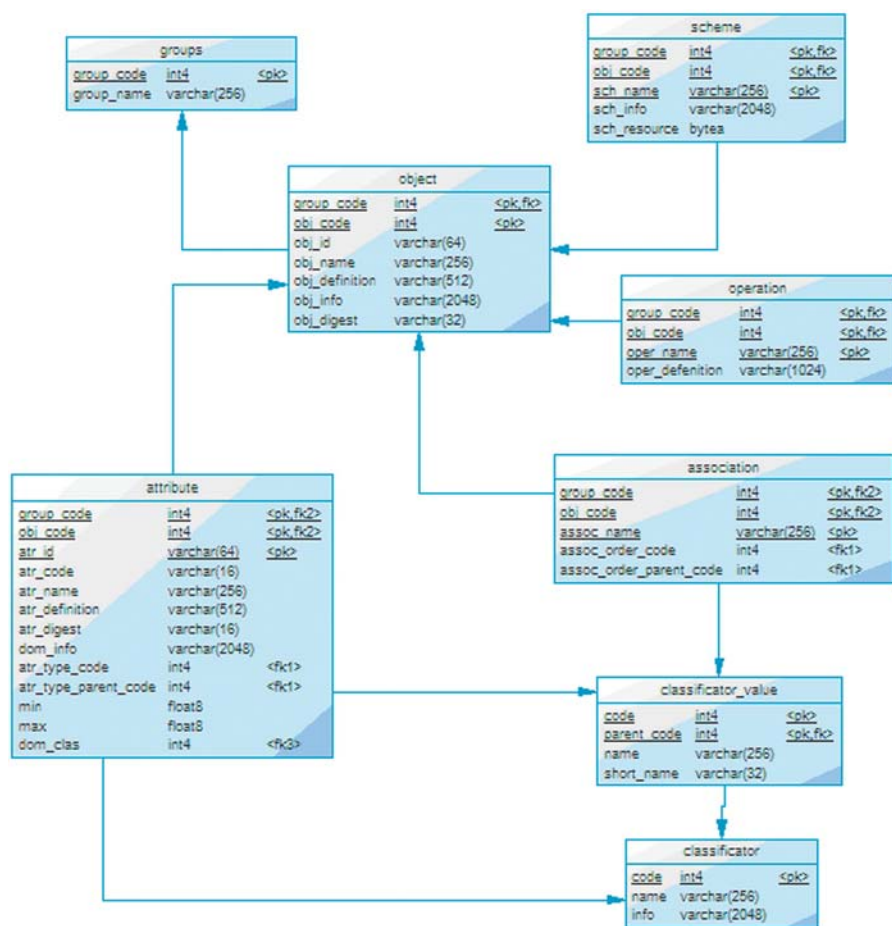 groups
group_code int4 <pk>
group_name varchar(256)
scheme
group_code int4 <pk,fk>
obj_code int4 <pk,fk>
sch_name varchar(256) <pk>
sch_info varchar(2048)
sch_resource bytea
object
group_code int4 <pk,fk>
obj_code int4 <pk>
obj_id varchar(64)
obj_name varchar(256)
obj_definition varchar(512)
obj_info varchar(2048)
obj_digest varchar(32)
operation
group_code int4 <pk,fk>
obj_code int4 <pk,fk>
oper_name varchar(256) <pk>
oper_defenition varchar(1024)
association
group_code int4 <pk,fk2>
obj_code int4 <pk,fk2>
assoc_name varchar(256) <pk>
assoc_order_code int4 <fk1>
assoc_order_parent_code int4 <fk1>
attribute
group_code int4 <pk,fk2>
obj_code int4 <pk,fk2>
atr_id varchar(64) <pk>
atr_code varchar(16)
atr_name varchar(256)
atr_definition varchar(512)
atr_digest varchar(16)
dom_info varchar(2048)
atr_type_code int4 <fk1>
atr_type_parent_code int4 <fk1>
min float8
max float8
dom_clas int4 <fk3>
classificator_value
code int4 <pk>
parent_code int4 <pk,fk>
name varchar(256)
short_name varchar(32)
classificator
code int4 <pk>
name varchar(256)
info varchar(2048)